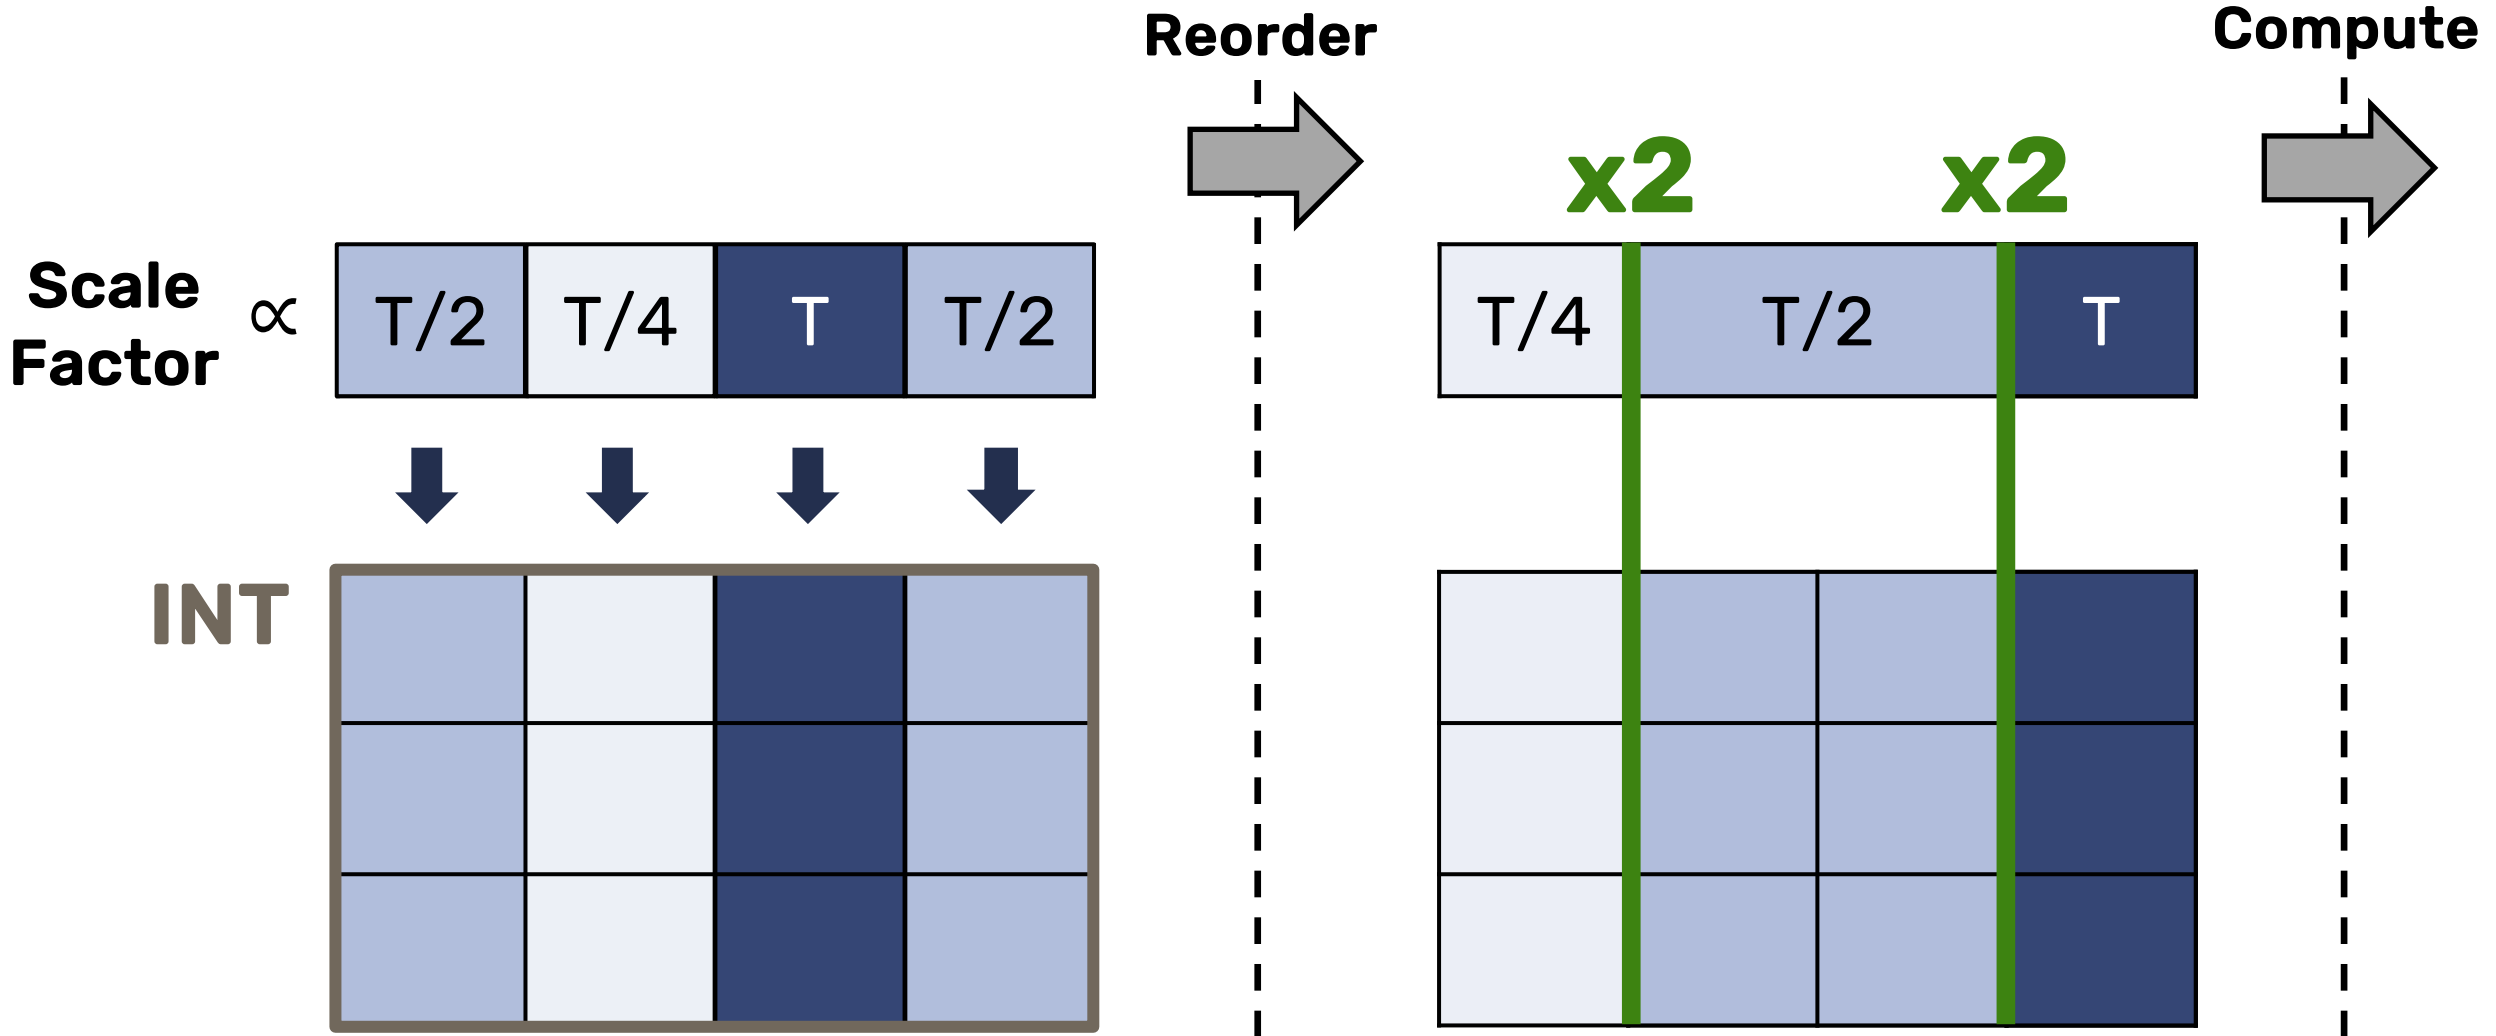 Reorder
Compute
x2
x2
Scale
Factor
∝
T/2
T/4
T
T/2
T/4
T/2
T
INT